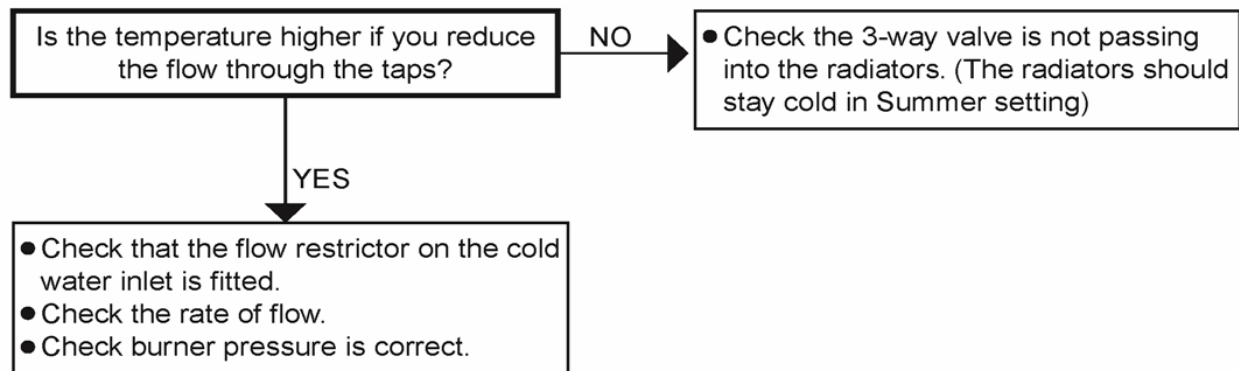 Is the temperature higher if you reduce
the flow through the taps?
NO
● Check the 3-way valve is not passing
into the radiators. (The radiators should
stay cold in Summer setting)
YES
● Check that the flow restrictor on the cold
water inlet is fitted.
● Check the rate of flow.
● Check burner pressure is correct.